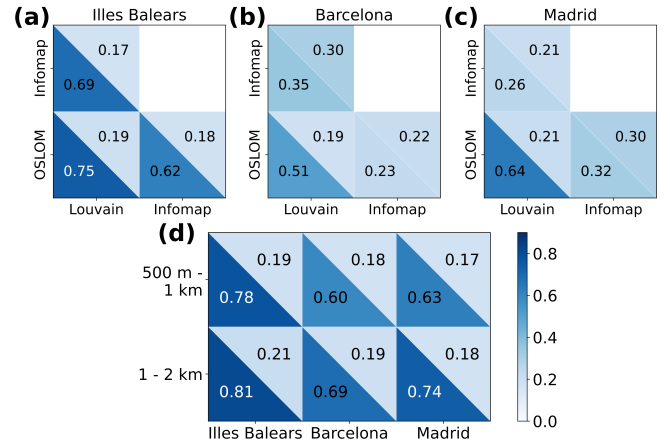 (a) Illes Balears (b) Barcelona (c) Madrid
Infomap 0.17 Infomap 0.30 Infomap 0.21
0.69 0.35 0.26
OSLOM 0.19 0.18 OSLOM 0.19 0.22 OSLOM 0.21 0.30
0.75 0.62 0.51 0.23 0.64 0.32
Louvain Infomap Louvain Infomap Louvain Infomap
(d)
500 m -
1 km
0.19 0.18 0.17
0.78 0.60 0.63
1 - 2 km
0.21 0.19 0.18
0.81 0.69 0.74
Illes Balears Barcelona Madrid
0.8
0.6
0.4
0.2
0.0